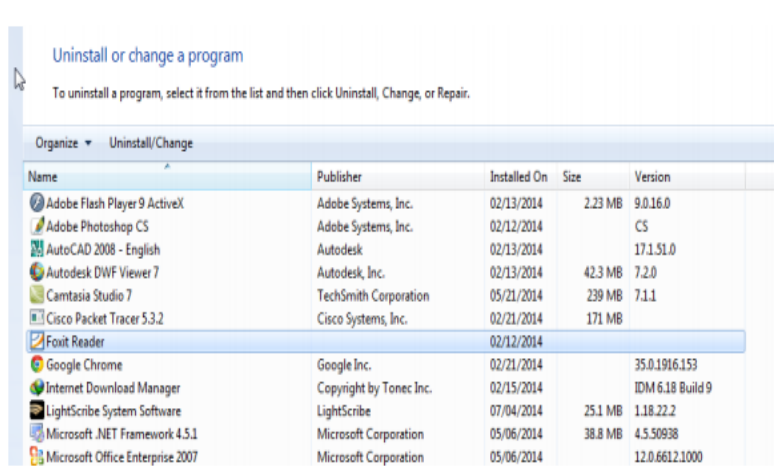 Uninstall or change a program
To uninstall a program, select it from the list and then click Uninstall, Change, or Repair.
Organize Uninstall/Change
Name Publisher Installed On Size Version
Adobe Flash Player 9 ActiveX Adobe Systems, Inc. 02/13/2014 2.23 MB 9.0.16.0
Adobe Photoshop CS Adobe Systems, Inc. 02/12/2014 CS
AutoCAD 2008 - English Autodesk 02/13/2014 17.1.51.0
Autodesk DWF Viewer 7 Autodesk, Inc. 02/13/2014 42.3 MB 7.2.0
Camtasia Studio 7 TechSmith Corporation 05/21/2014 239 MB 7.1.1
Cisco Packet Tracer 5.3.2 Cisco Systems, Inc. 02/21/2014 171 MB
Foxit Reader 02/12/2014
Google Chrome Google Inc. 02/21/2014 35.0.1916.153
Internet Download Manager Copyright by Tonec Inc. 02/15/2014 IDM 6.18 Build 9
LightScribe System Software LightScribe 07/04/2014 25.1 MB 1.18.22.2
Microsoft .NET Framework 4.5.1 Microsoft Corporation 05/06/2014 38.8 MB 4.5.50938
Microsoft Office Enterprise 2007 Microsoft Corporation 05/06/2014 12.0.6612.1000